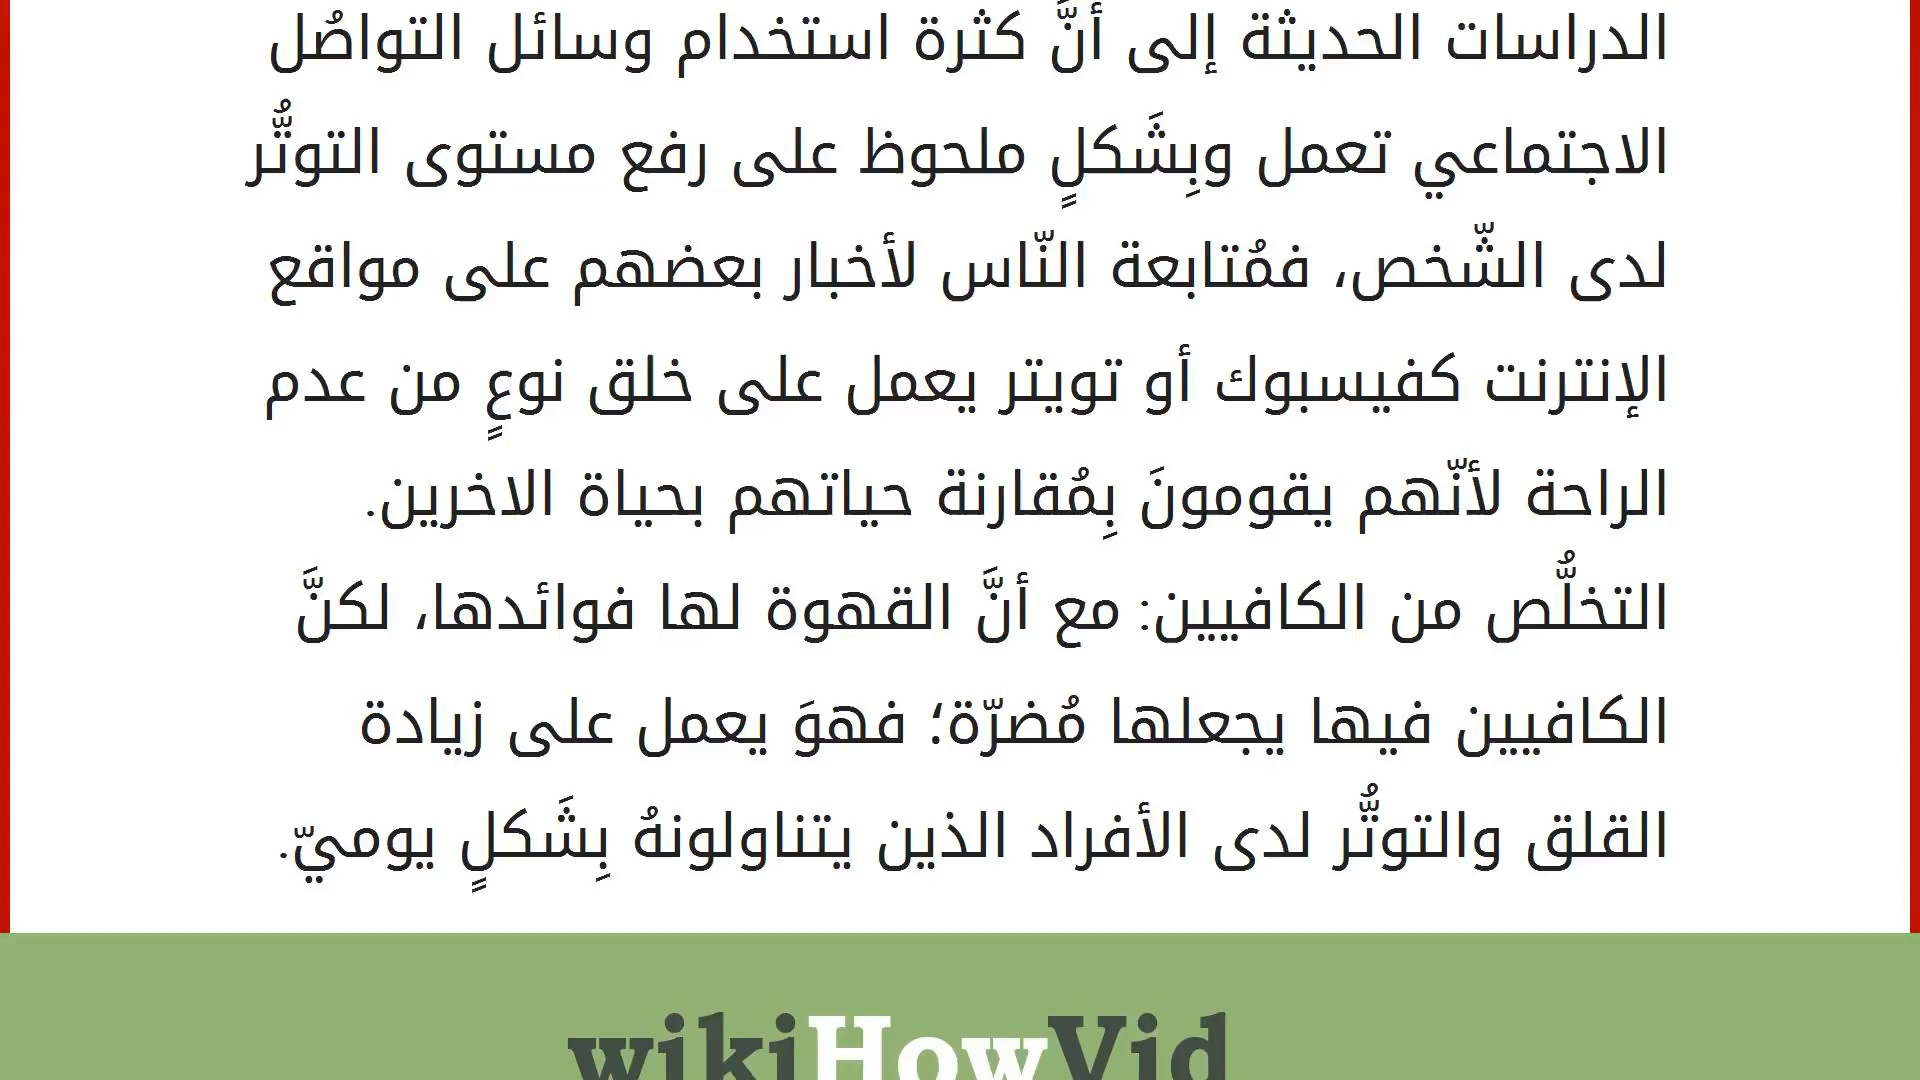 الدراسات الحديثة إلى أنَّ كثرة استخدام وسائل التواصُل
الاجتماعي تعمل وبِشَكلٍ ملحوظ على رفع مستوى التوتُّر
لدى الشّخص، فمُتابعة النّاس لأخبار بعضهم على مواقع
الإنترنت كفيسبوك أو تويتر يعمل على خلق نوعٍ من عدم
الراحة لأنّهم يقومونَ بِمُقارنة حياتهم بحياة الاخرين.
التخلُّص من الكافيين: مع أنَّ القهوة لها فوائدها، لكنَّ
الكافيين فيها يجعلها مُضرّة؛ فهوَ يعمل على زيادة
القلق والتوتُّر لدى الأفراد الذين يتناولونهُ بِشَكلٍ يوميّ.
wikiHowVid